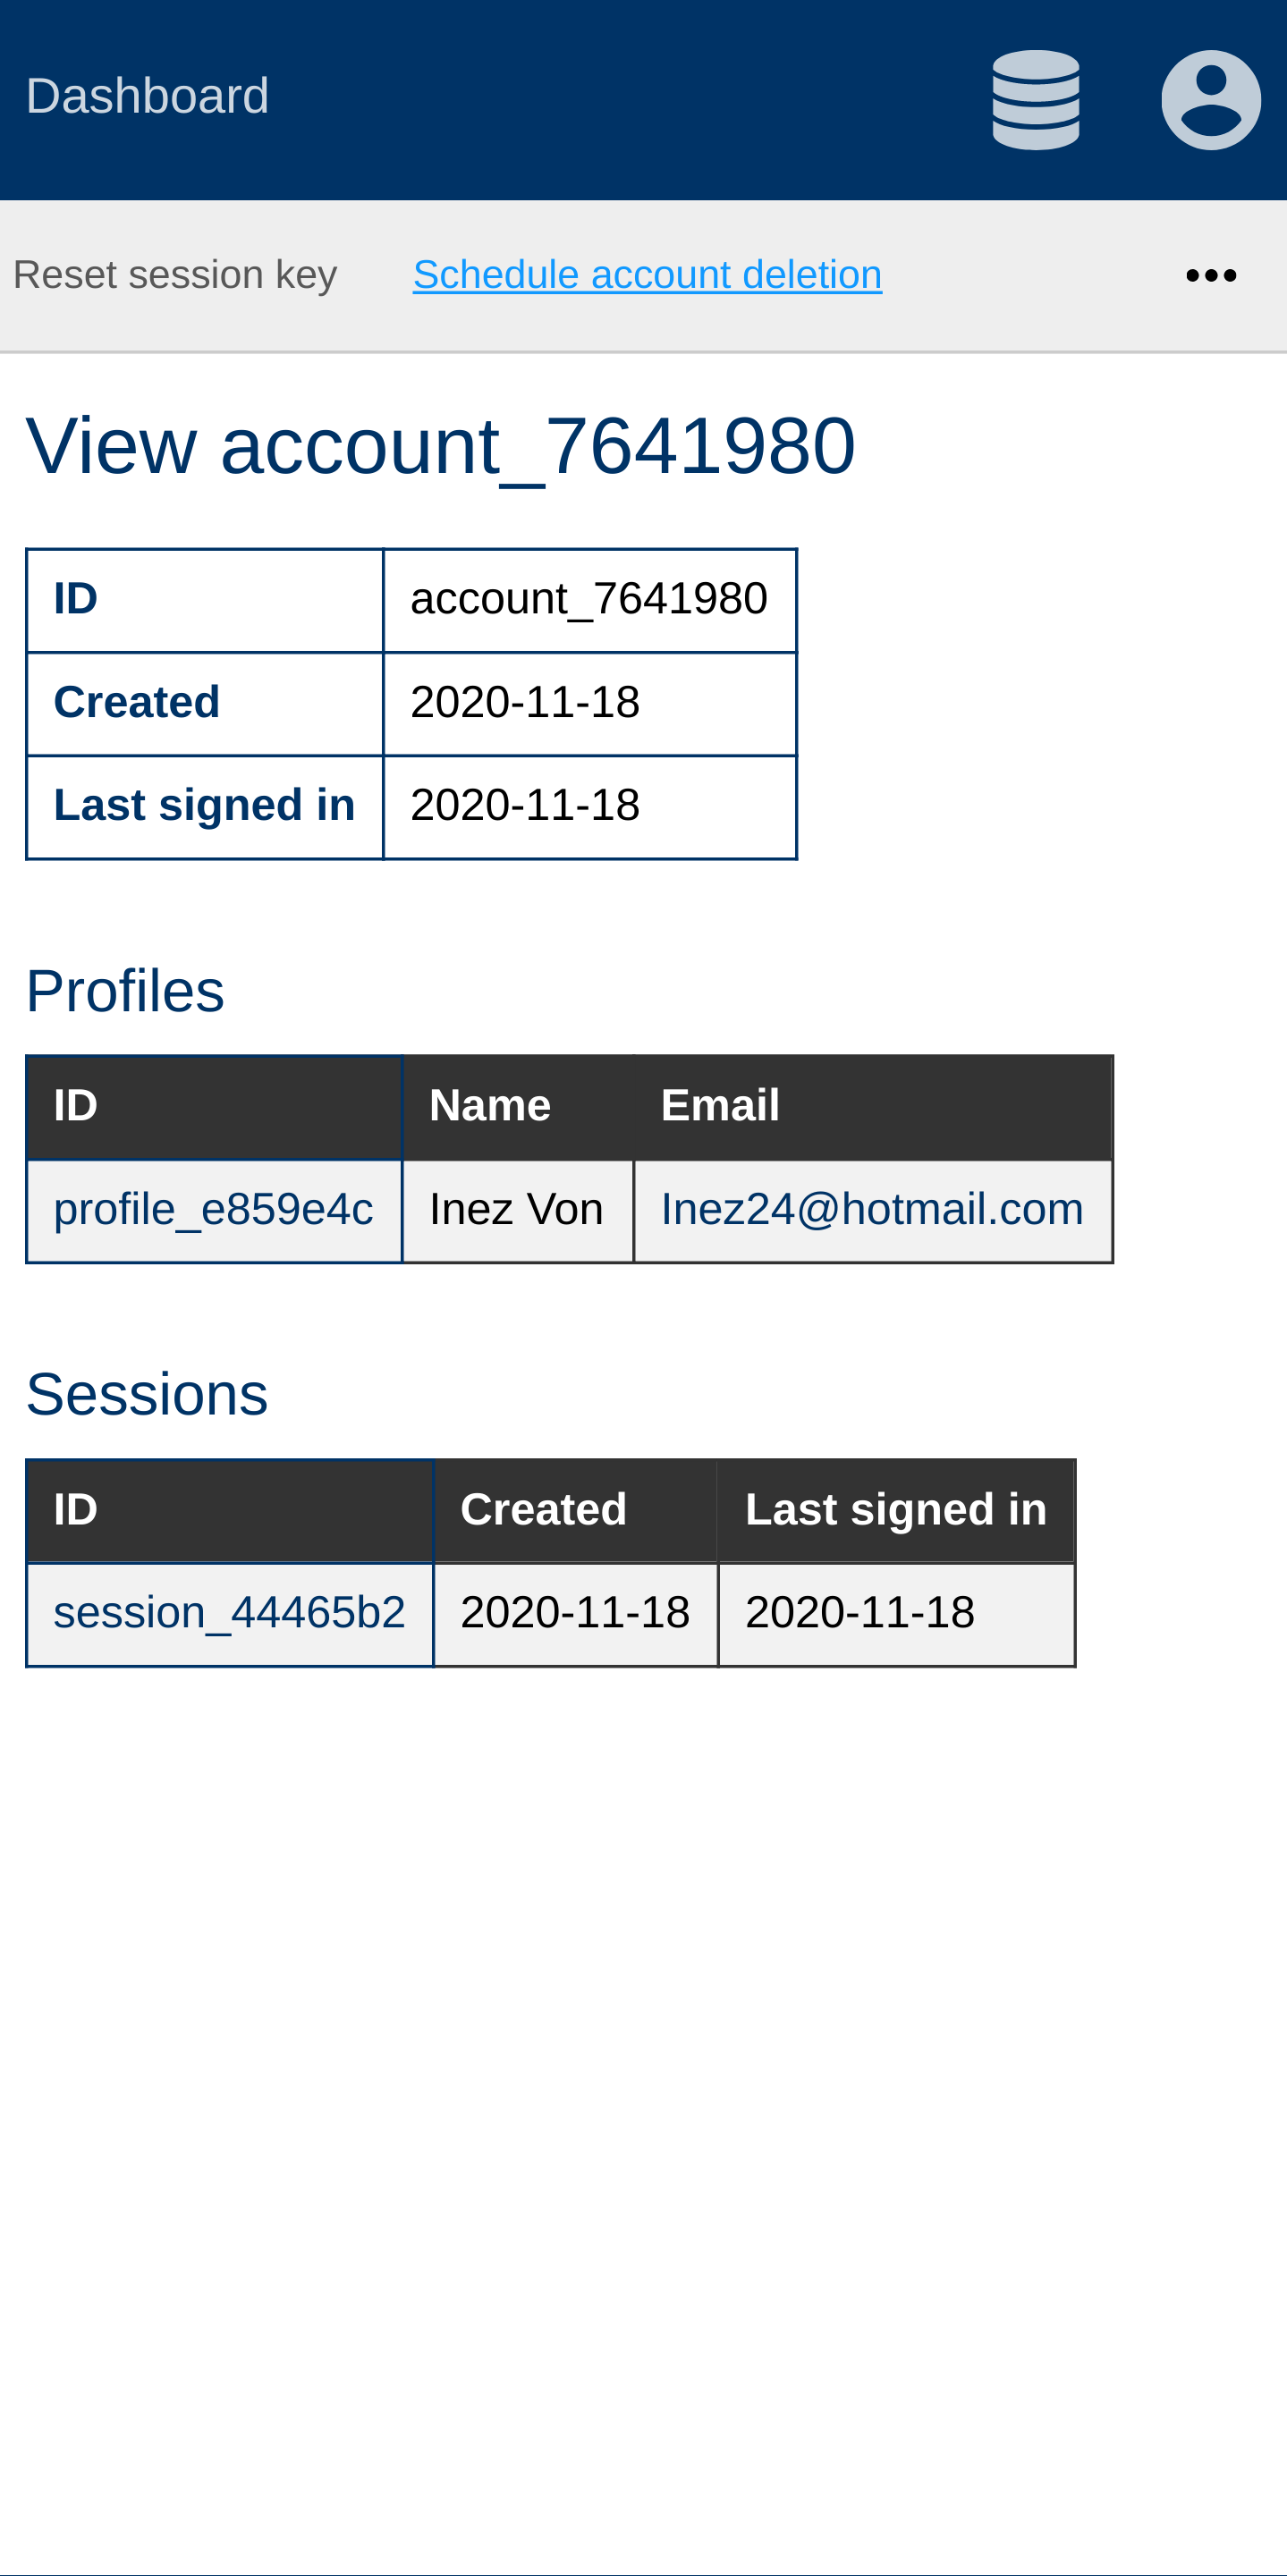 Dashboard
Reset session key Schedule account deletion •••
View account_7641980
ID account_7641980
Created 2020-11-18
Last signed in 2020-11-18
Profiles
ID Name Email
profile_e859e4c Inez Von Inez24@hotmail.com
Sessions
ID Created Last signed in
session_44465b2 2020-11-18 2020-11-18